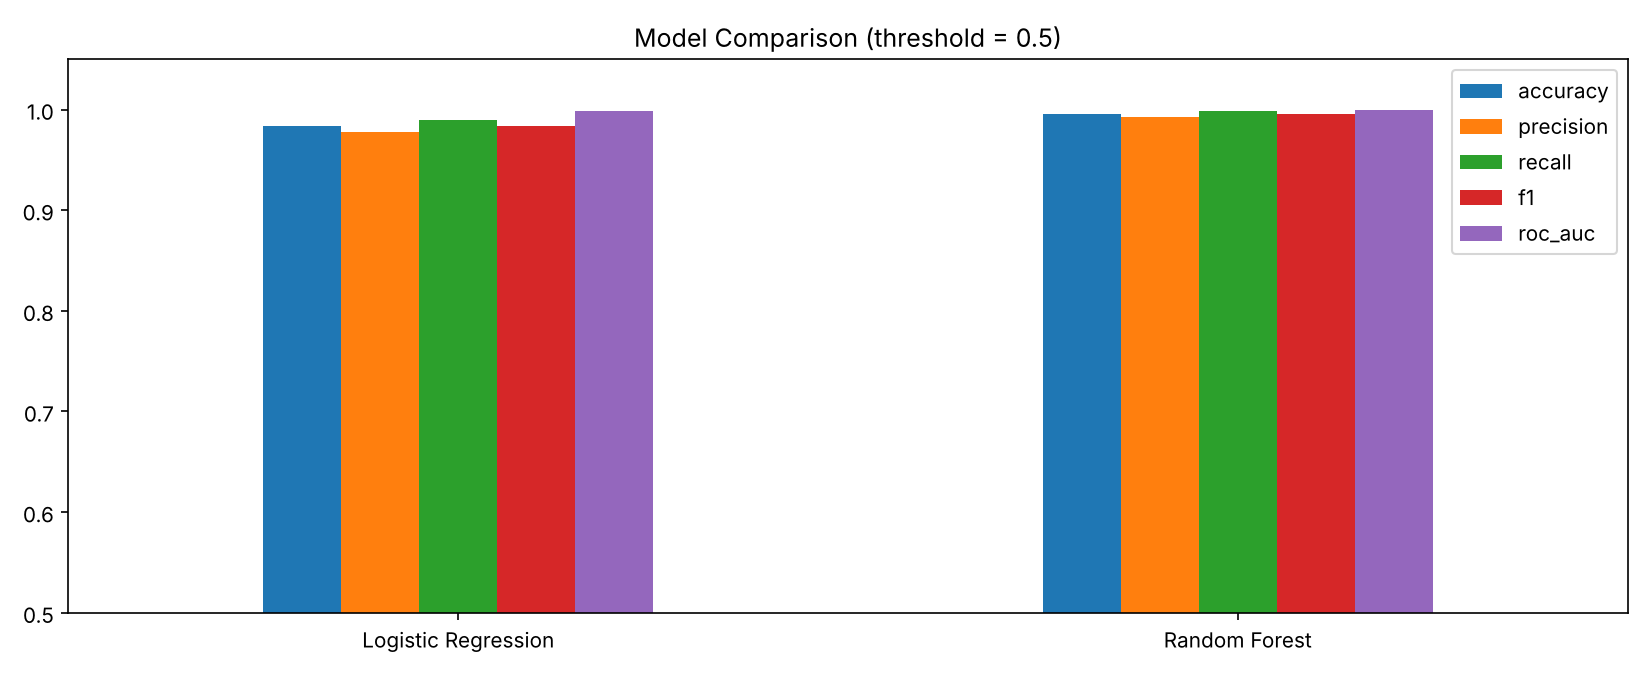 Model Comparison (threshold = 0.5)
accuracy
precision
recall
f1
roc_auc
1.0
0.9
0.8
0.7
0.6
0.5
Logistic Regression
Random Forest